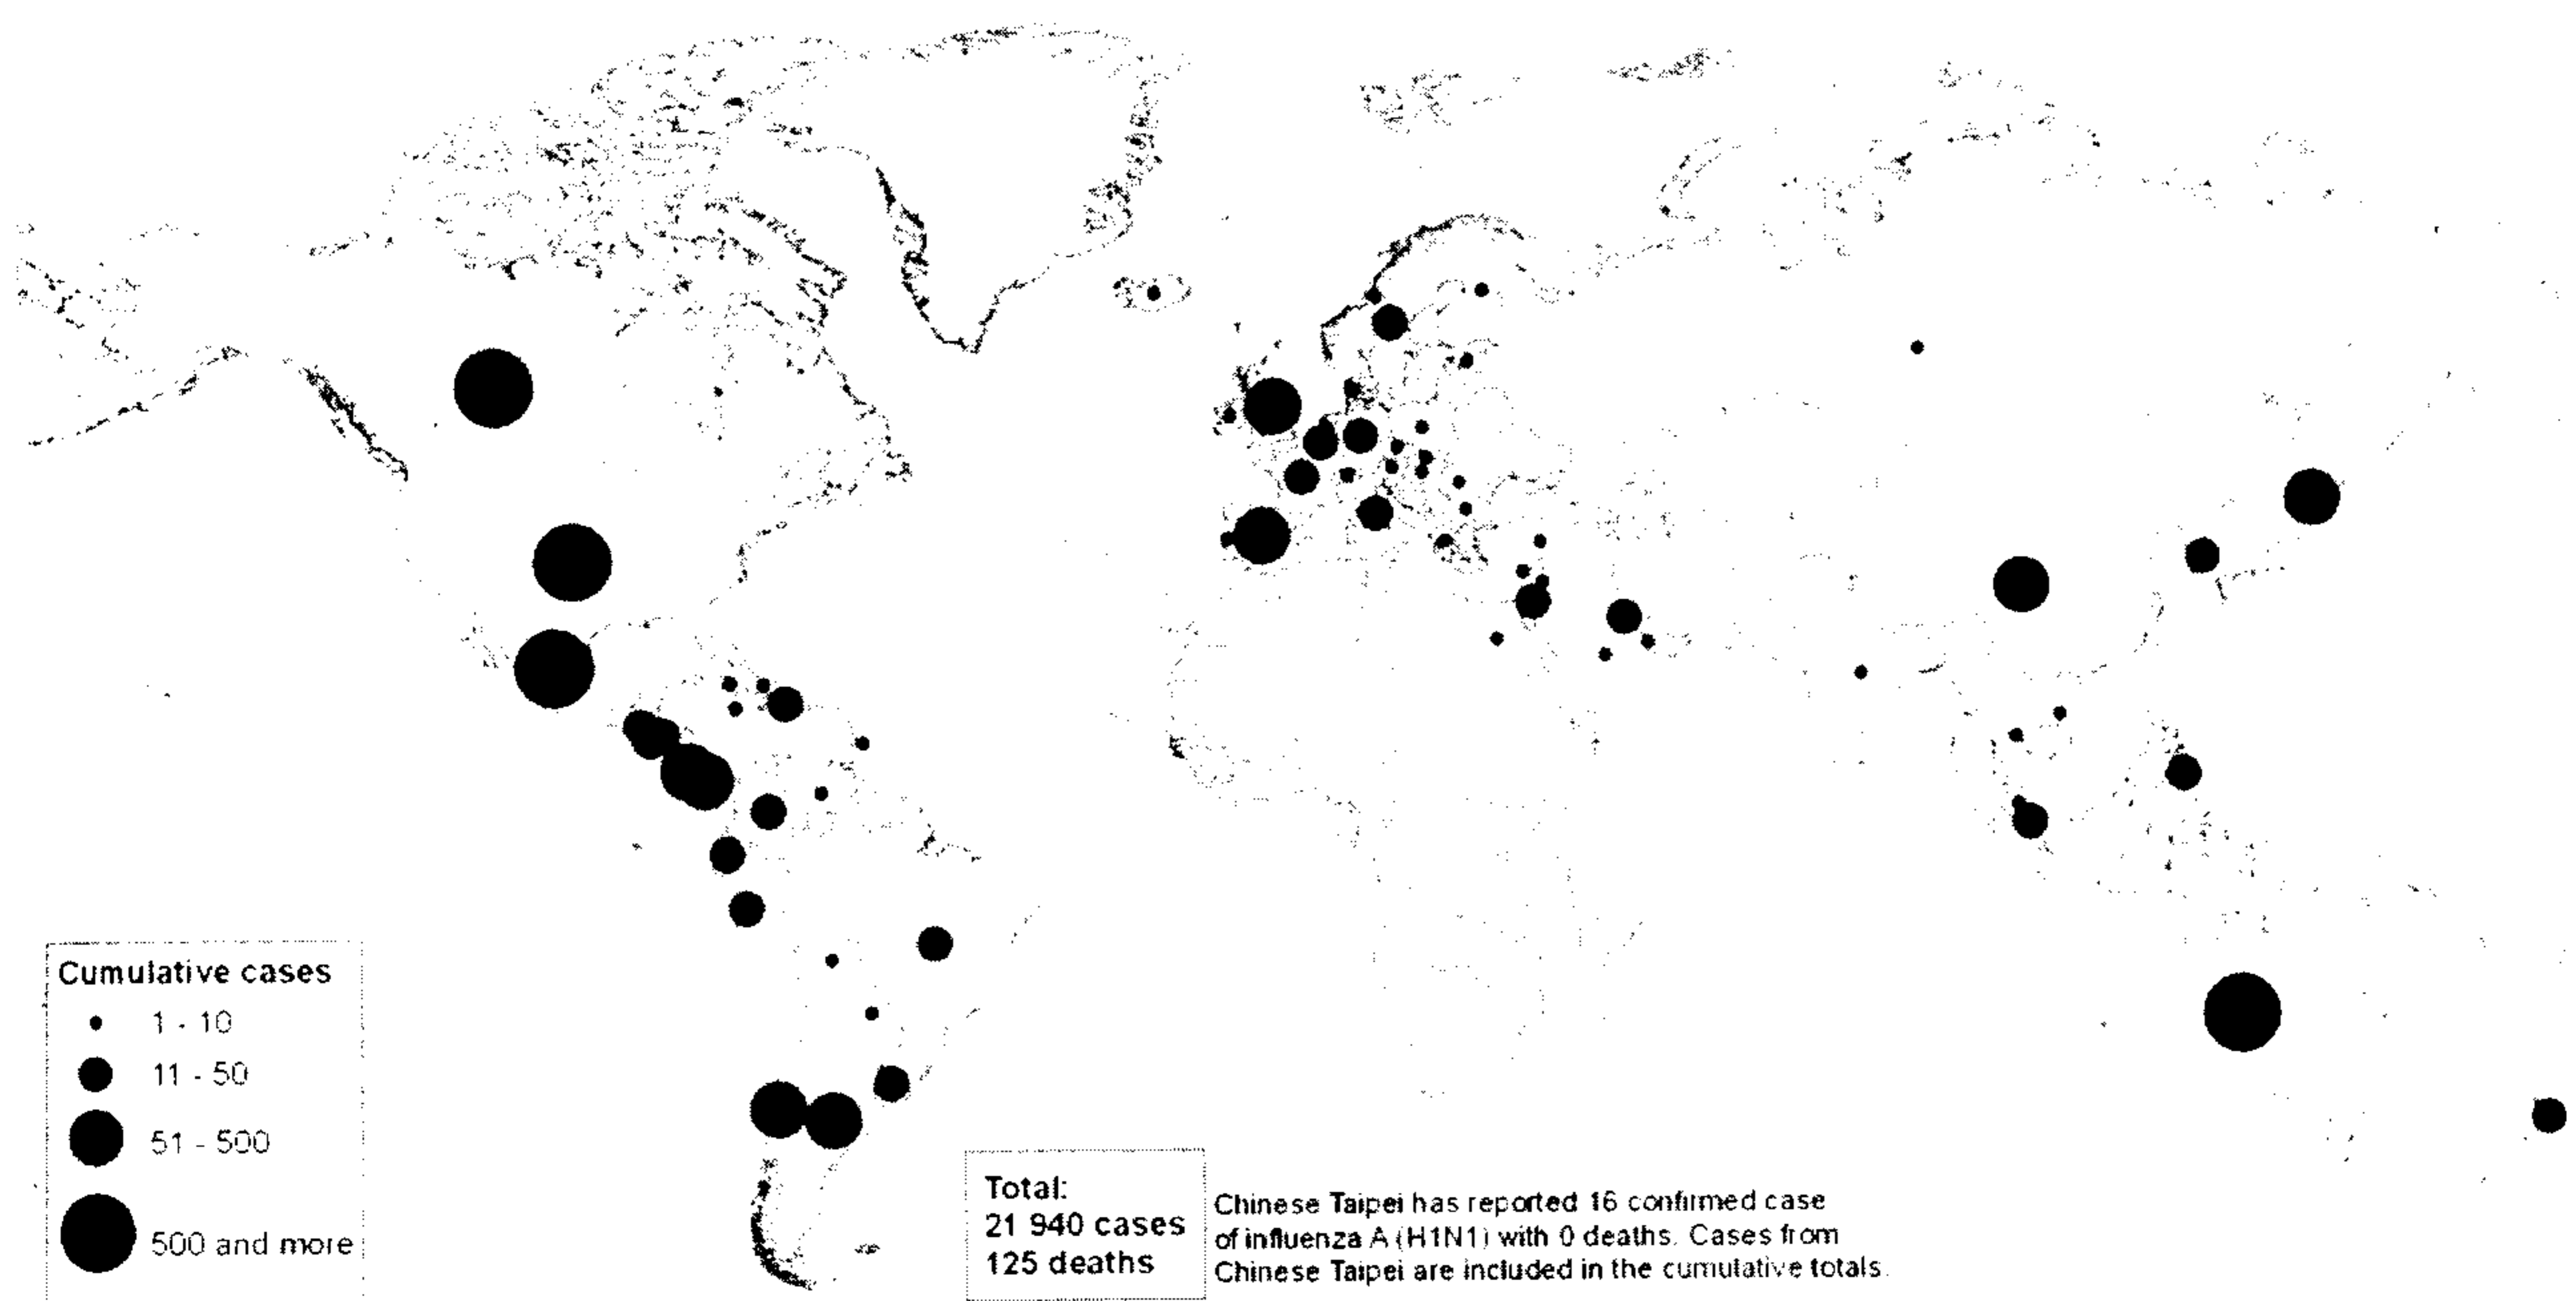 Cumulative cases
1 - 10
11 - 50
51 - 500
500 and more
Total:
21 940 cases
125 deaths
Chinese Taipei has reported 16 confirmed case
of influenza A (H1N1) with 0 deaths. Cases from
Chinese Taipei are included in the cumulative totals.